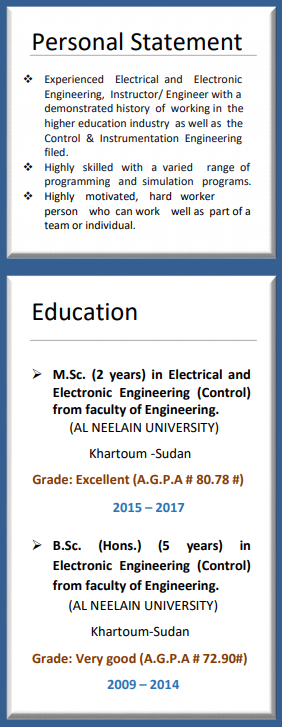 Personal Statement
❖ Experienced Electrical and Electronic
Engineering, Instructor/ Engineer with a
demonstrated history of working in the
higher education industry as well as the
Control & Instrumentation Engineering
filed.
❖ Highly skilled with a varied range of
programming and simulation programs.
❖ Highly motivated, hard worker
person who can work well as part of a
team or individual.
Education
➢ M.Sc. (2 years) in Electrical and
Electronic Engineering (Control)
from faculty of Engineering.
(AL NEELAIN UNIVERSITY)
Khartoum -Sudan
Grade: Excellent (A.G.P.A # 80.78 #)
2015 – 2017
➢ B.Sc. (Hons.) (5 years) in
Electronic Engineering (Control)
from faculty of Engineering.
(AL NEELAIN UNIVERSITY)
Khartoum-Sudan
Grade: Very good (A.G.P.A # 72.90#)
2009 – 2014